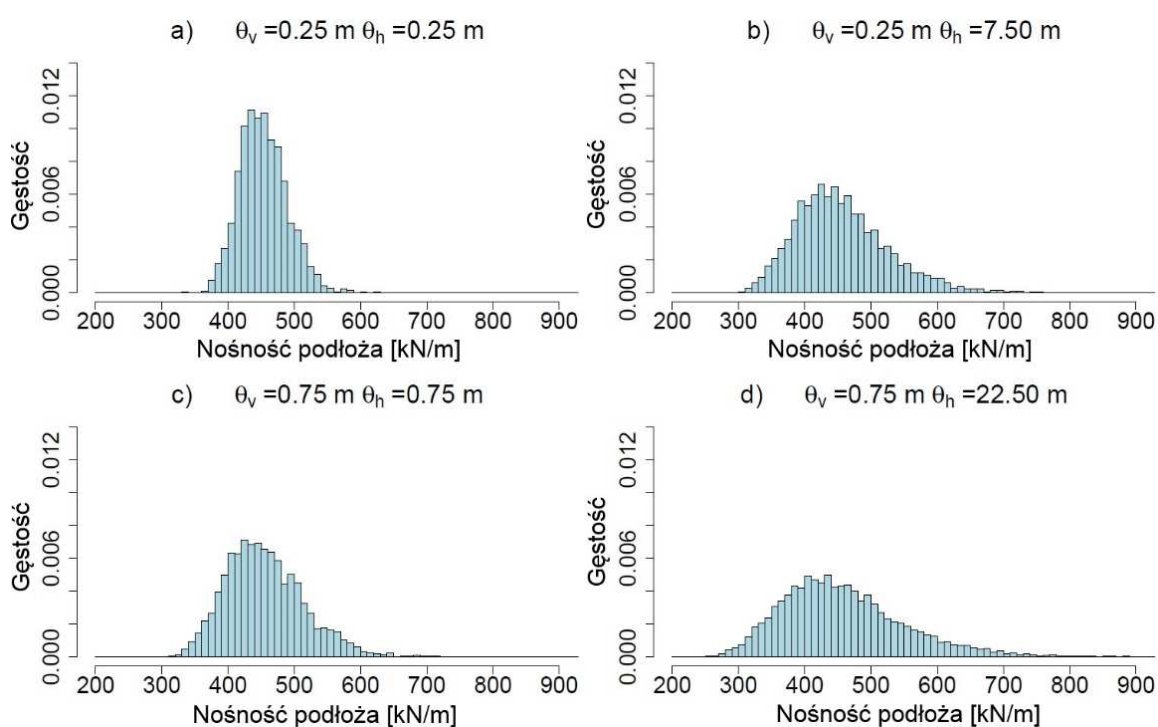 a) θv =0.25 m θh =0.25 m
Gęstość
0.000 0.006 0.012
200 300 400 500 600 700 800 900
Nośność podłoża [kN/m]
b) θv =0.25 m θh =7.50 m
Gęstość
0.000 0.006 0.012
200 300 400 500 600 700 800 900
Nośność podłoża [kN/m]
c) θv =0.75 m θh =0.75 m
Gęstość
0.000 0.006 0.012
200 300 400 500 600 700 800 900
Nośność podłoża [kN/m]
d) θv =0.75 m θh =22.50 m
Gęstość
0.000 0.006 0.012
200 300 400 500 600 700 800 900
Nośność podłoża [kN/m]